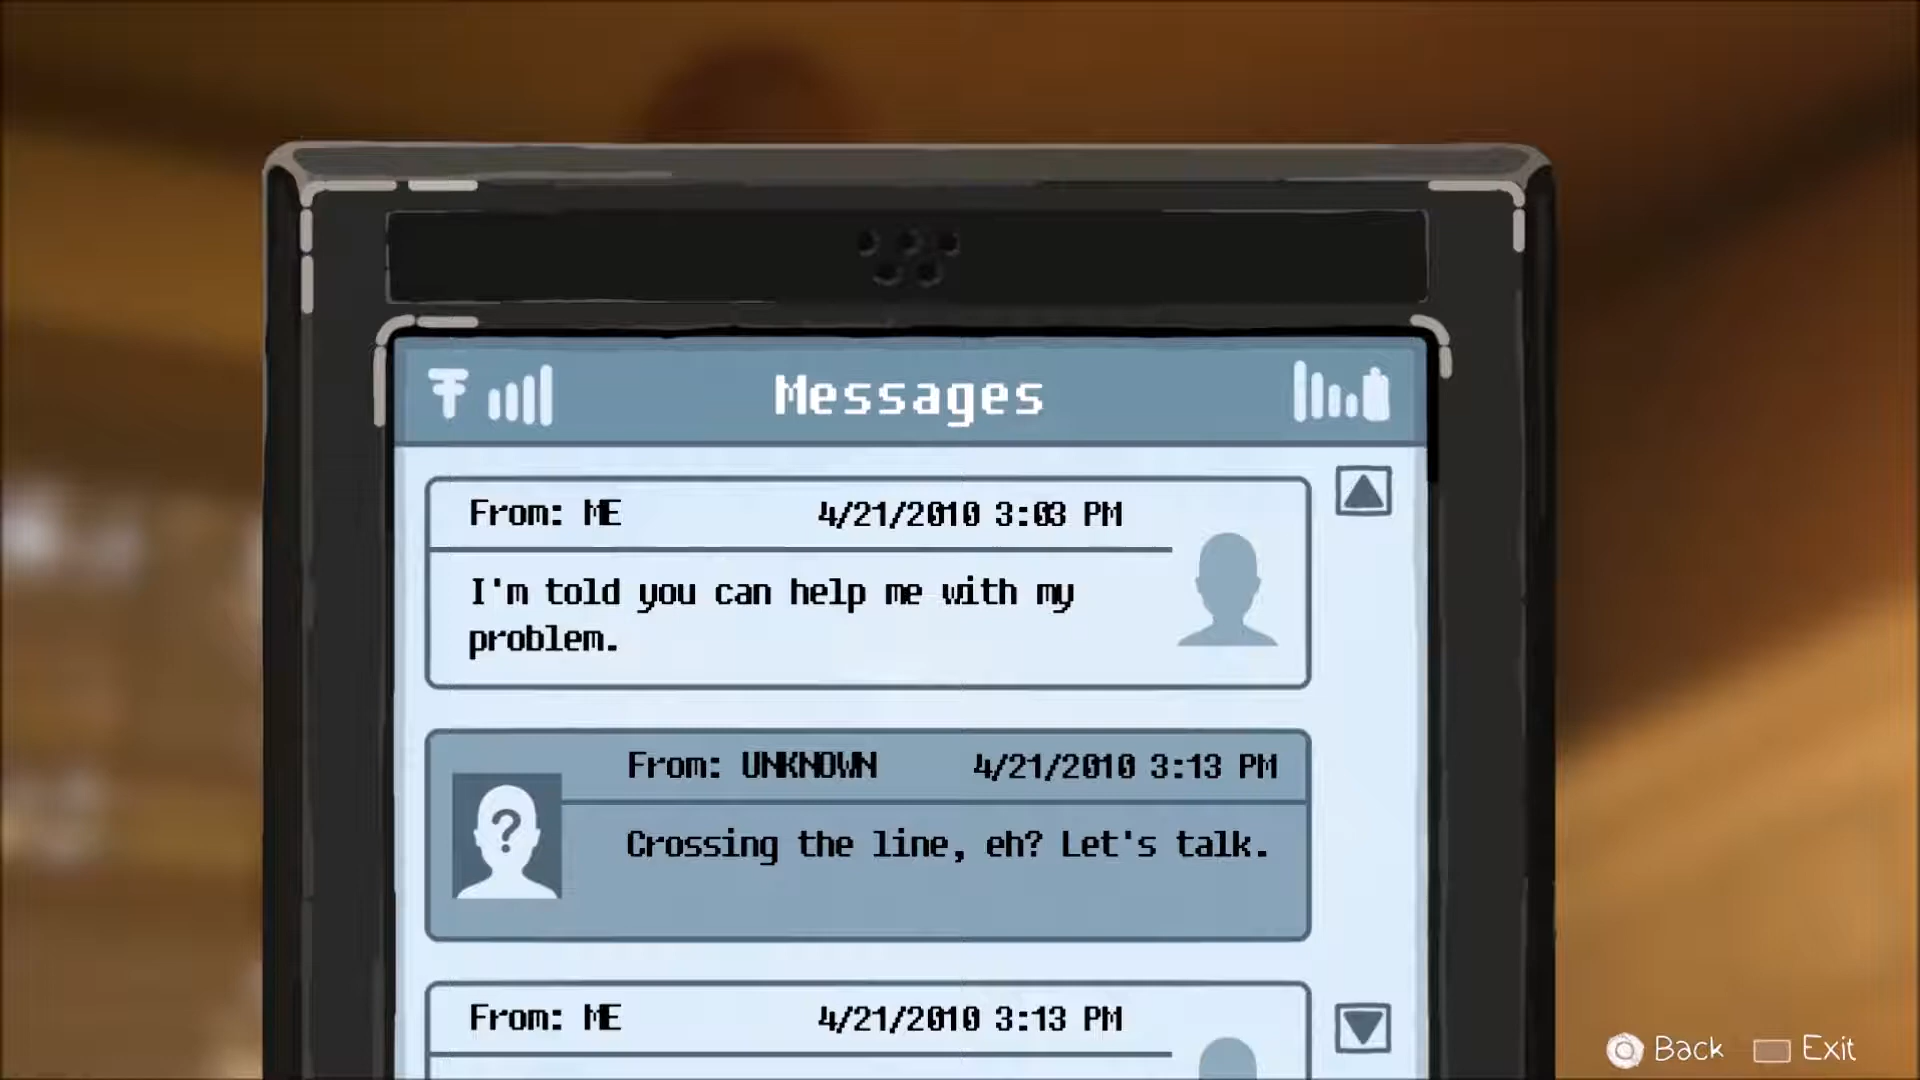 Messages
From: ME 4/21/2010 3:03 PM
I'm told you can help me with my
problem.
From: UNKNOWN 4/21/2010 3:13 PM
?
Crossing the line, eh? Let's talk.
From: ME 4/21/2010 3:13 PM
Back Exit